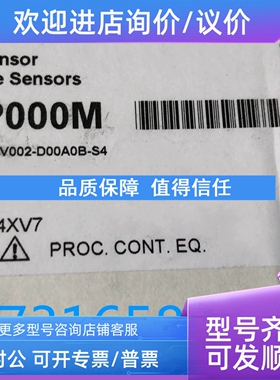 欢迎进店询价/议价
ensor
e Sensors
P000M
V002-D00A0B-S4
品质保障 值得信任
4XV7
PROC. CONT. EQ.
更多型号咨询店铺客服
对公 可开专票/普票
型号齐
可发顺